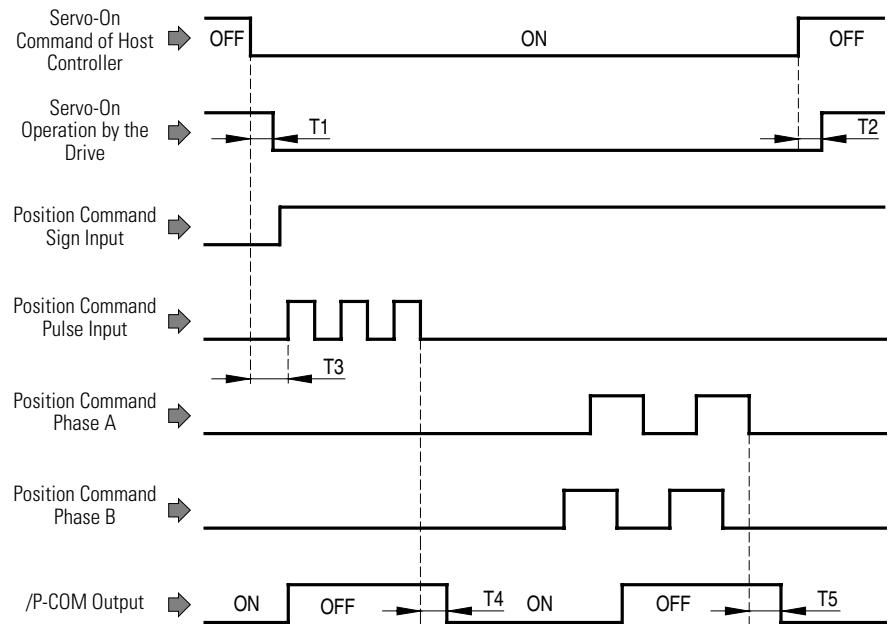 Servo-On
Command of Host
Controller
OFF
ON
OFF
Servo-On
Operation by the
Drive
T1
T2
Position Command
Sign Input
Position Command
Pulse Input
T3
Position Command
Phase A
Position Command
Phase B
/P-COM Output
ON
OFF
T4
ON
OFF
T5